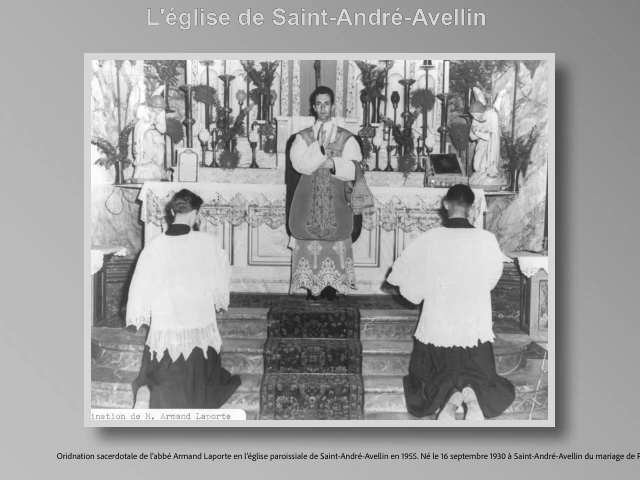 L'église de Saint-André-Avellin
ination de M. Armand Laporte
Oridnation sacerdotale de l'abbé Armand Laporte en l'église paroissiale de Saint-André-Avellin en 1955. Né le 16 septembre 1930 à Saint-André-Avellin du mariage de